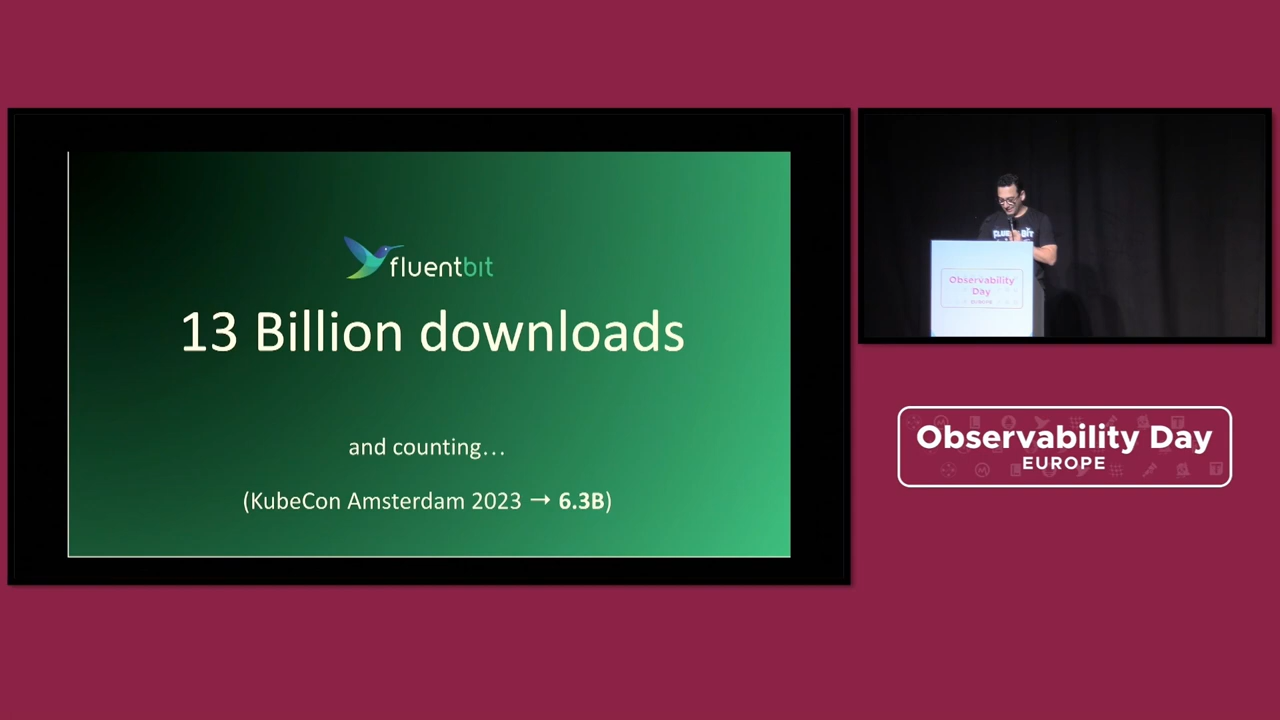 fluentbit
13 Billion downloads
and counting...
(KubeCon Amsterdam 2023 → 6.3B)
Observability
Day
Observability Day
EUROPE